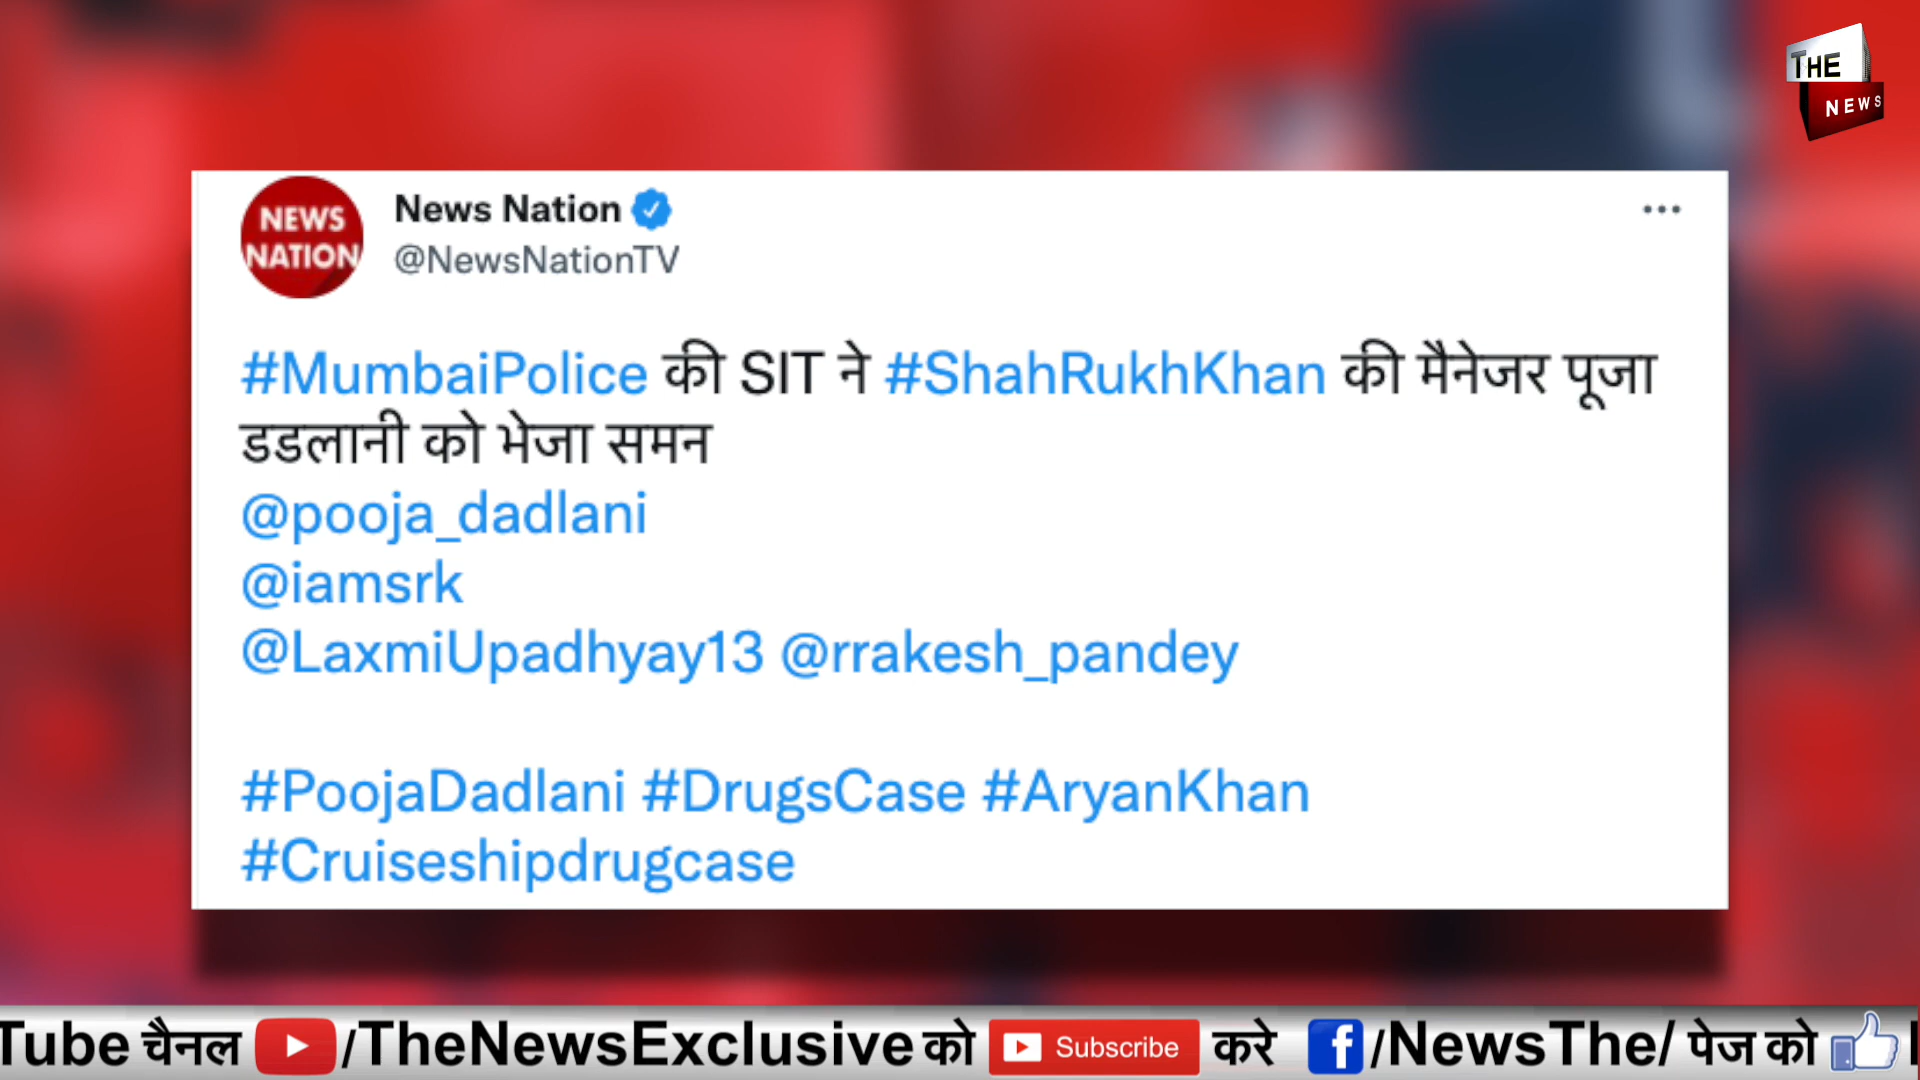 THE
NEWS
NEWS
NATION
News Nation
@NewsNationTV
#MumbaiPolice की SIT ने #ShahRukhKhan की मैनेजर पूजा
डडलानी को भेजा समन
@pooja_dadlani
@iamsrk
@LaxmiUpadhyay13 @rrakesh_pandey
#PoojaDadlani #DrugsCase #AryanKhan
#Cruiseshipdrugcase
Tube चैनल /TheNewsExclusive को Subscribe करे f/NewsThe/ पेज को